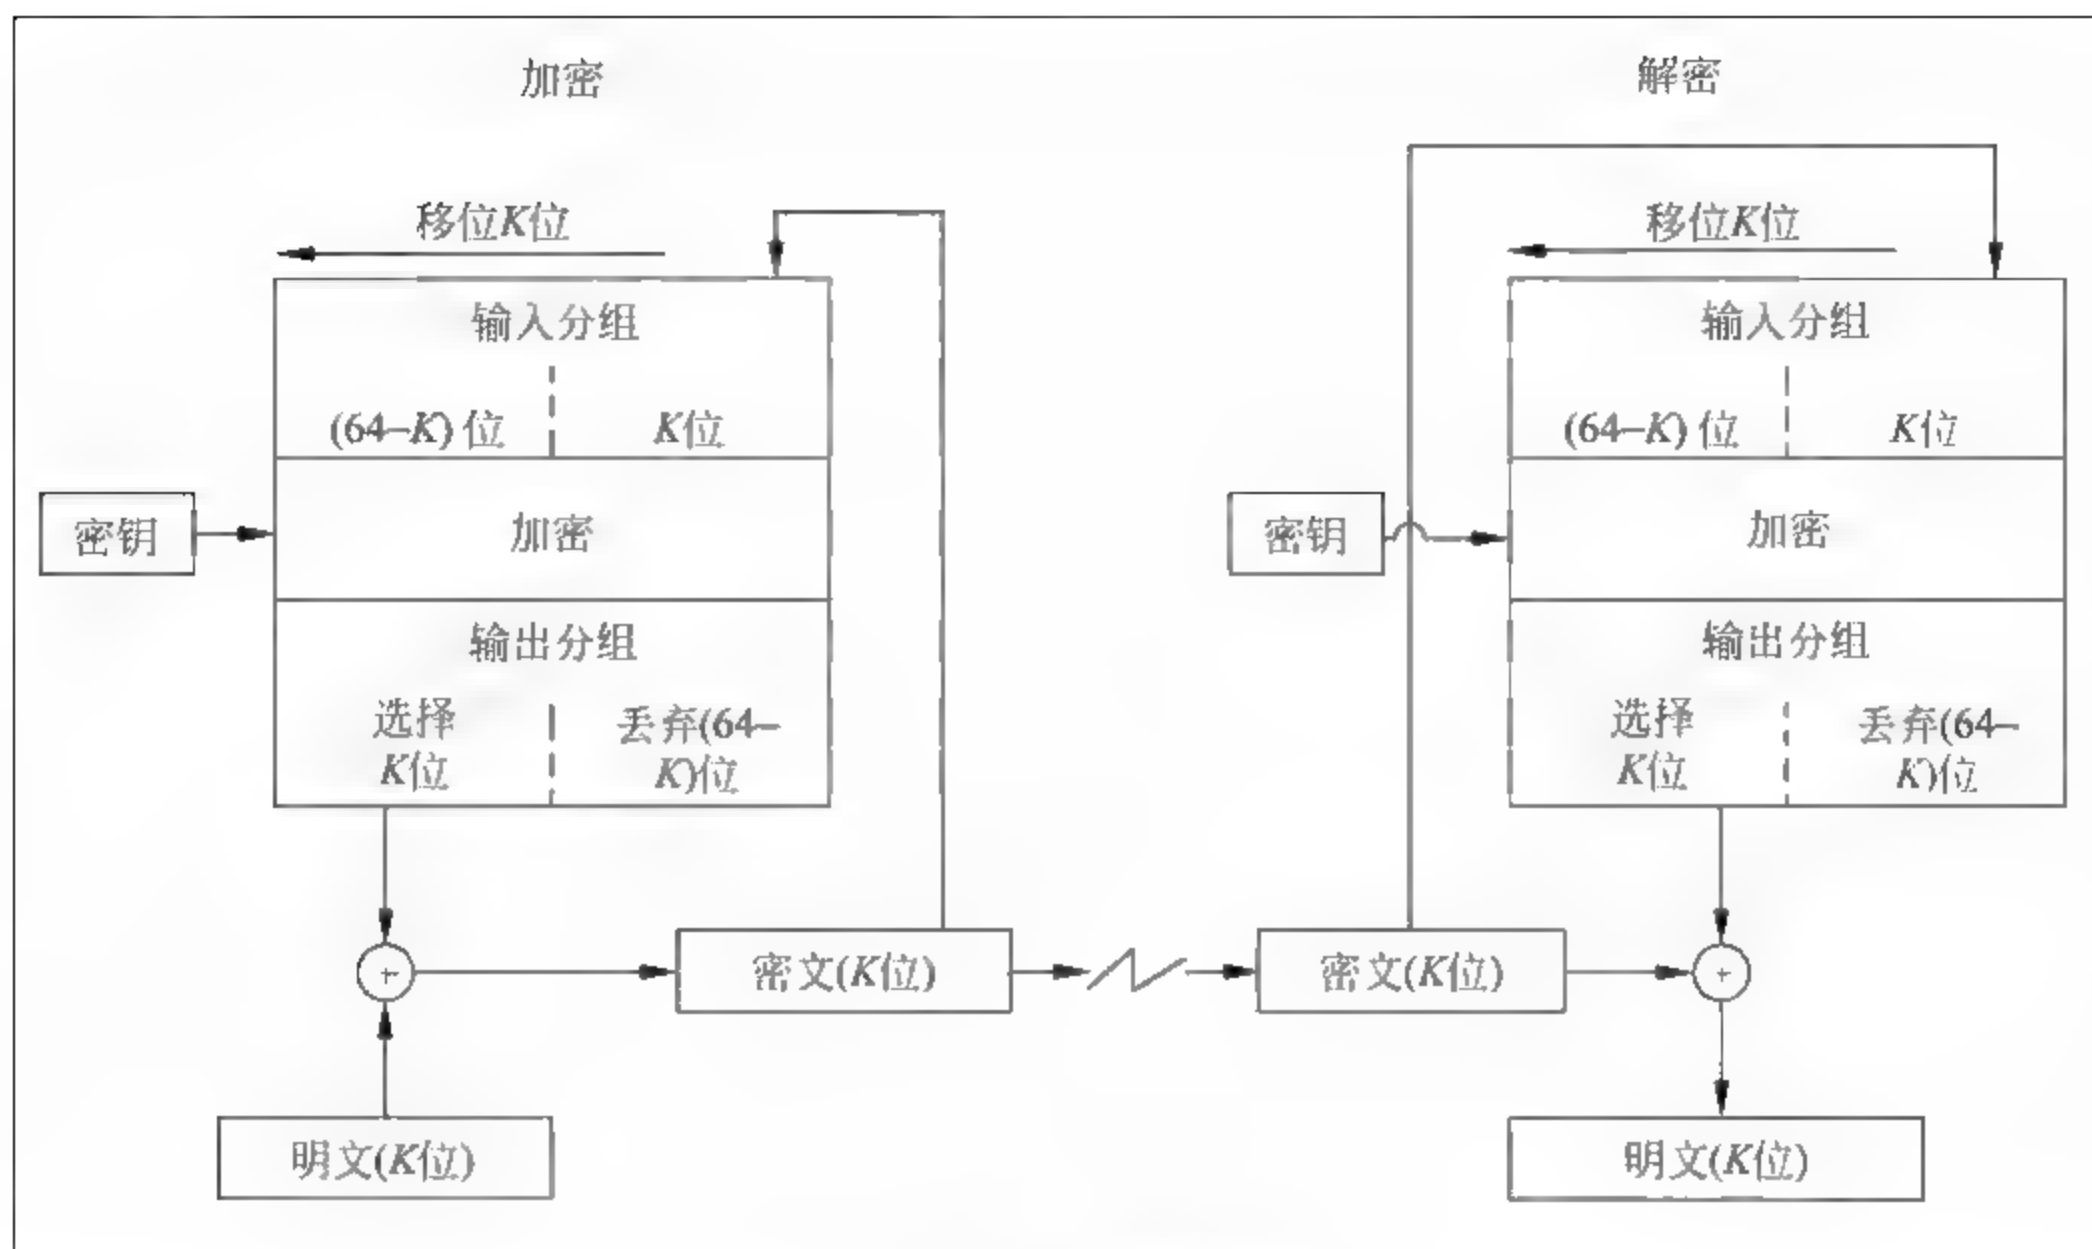 加密
移位K位
输入分组
(64–K) 位
K位
密钥
加密
输出分组
选择
K位
丢弃(64–
K)位
密文(K位)
明文(K位)
解密
移位K位
输入分组
(64–K) 位
K位
密钥
加密
输出分组
选择
K位
丢弃(64–
K)位
密文(K位)
明文(K位)